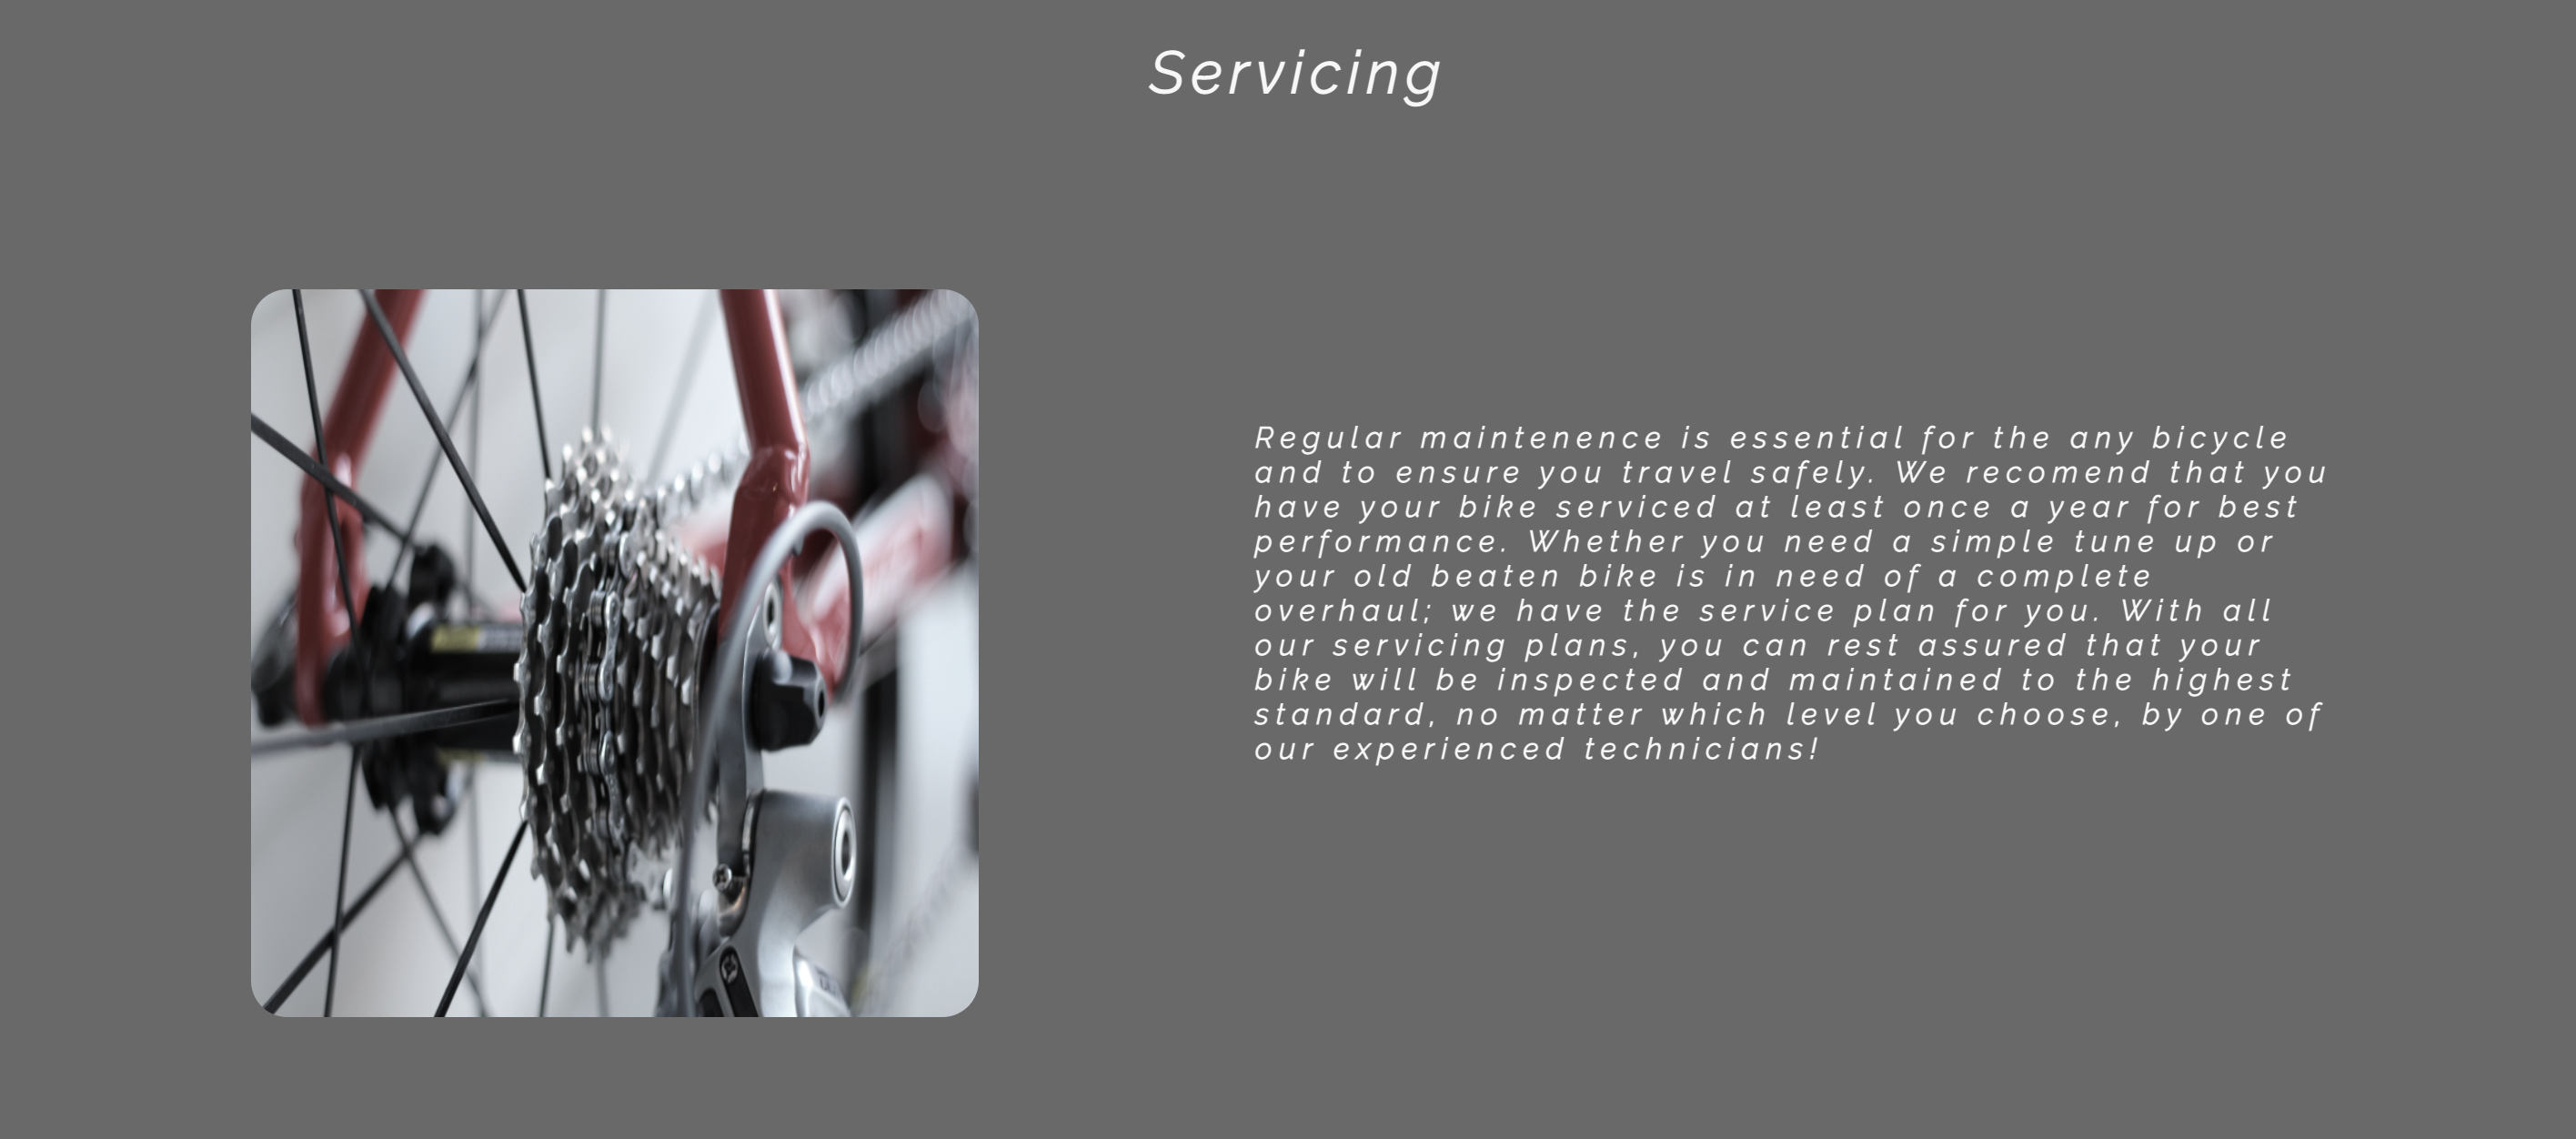 Servicing
Regular maintenence is essential for the any bicycle
and to ensure you travel safely. We recomend that you
have your bike serviced at least once a year for best
performance. Whether you need a simple tune up or
your old beaten bike is in need of a complete
overhaul; we have the service plan for you. With all
our servicing plans, you can rest assured that your
bike will be inspected and maintained to the highest
standard, no matter which level you choose, by one of
our experienced technicians!